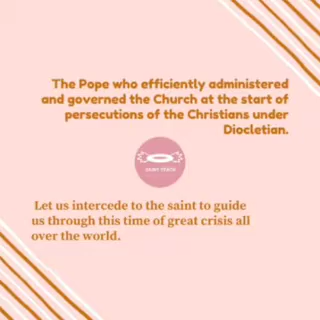 The Pope who efficiently administered
and governed the Church at the start of
persecutions of the Christians under
Diocletian.
Let us intercede to the saint to guide
us through this time of great crisis all
over the world.